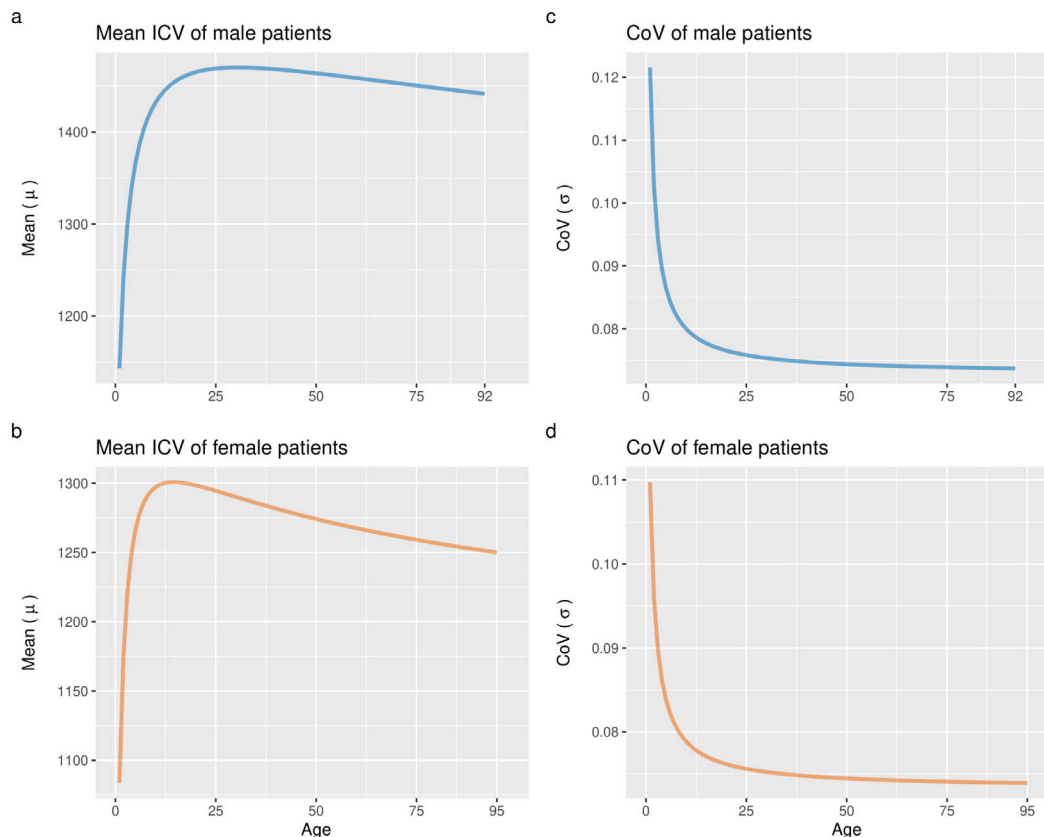 a
Mean ICV of male patients
1400
1300
1200
Mean ( μ )
0 25 50 75 92
c
CoV of male patients
0.12
0.11
0.10
0.09
0.08
CoV ( σ )
0 25 50 75 92
b
Mean ICV of female patients
1300
1250
1200
1150
1100
Mean ( μ )
0 25 50 75 95
Age
d
CoV of female patients
0.11
0.10
0.09
0.08
CoV ( σ )
0 25 50 75 95
Age